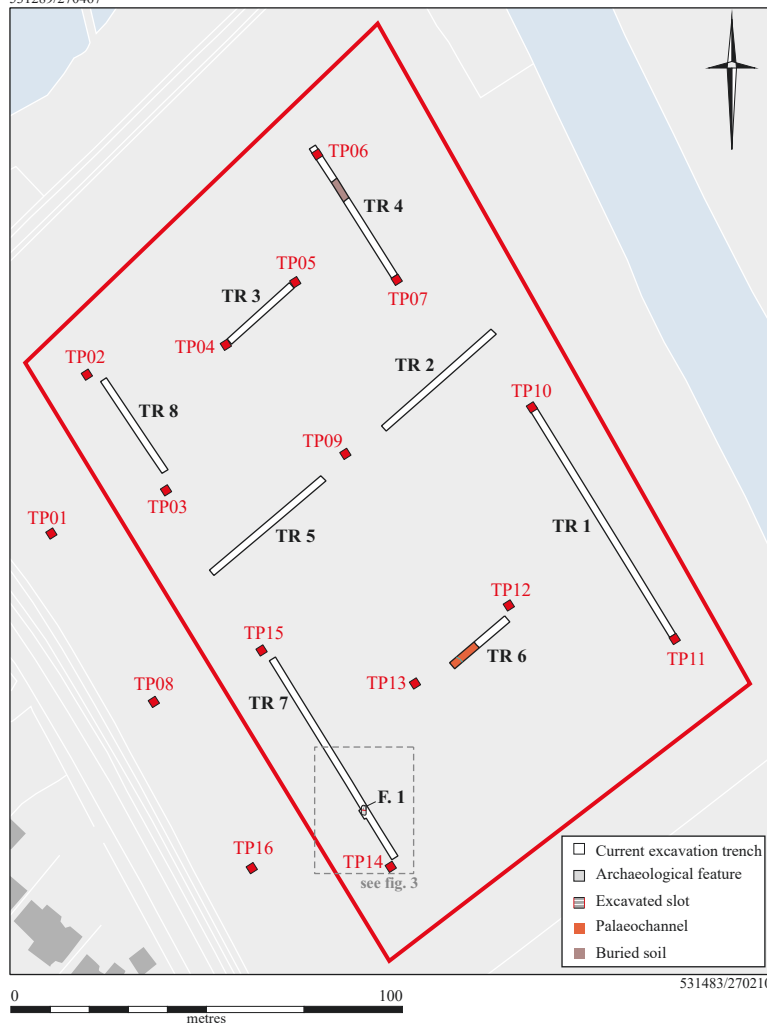 TP06
TR 4
TP05
TR 3
TP07
TP04
TP02
TR 2
TR 8
TP10
TP09
TP03
TP01
TR 5
TR 1
TP12
TP15
TR 6
TP11
TP13
TR 7
TP08
F. 1
TP16
TP14
see fig. 3
Current excavation trench
Archaeological feature
Excavated slot
Palaeochannel
Buried soil
531483/270210
0
100
metres